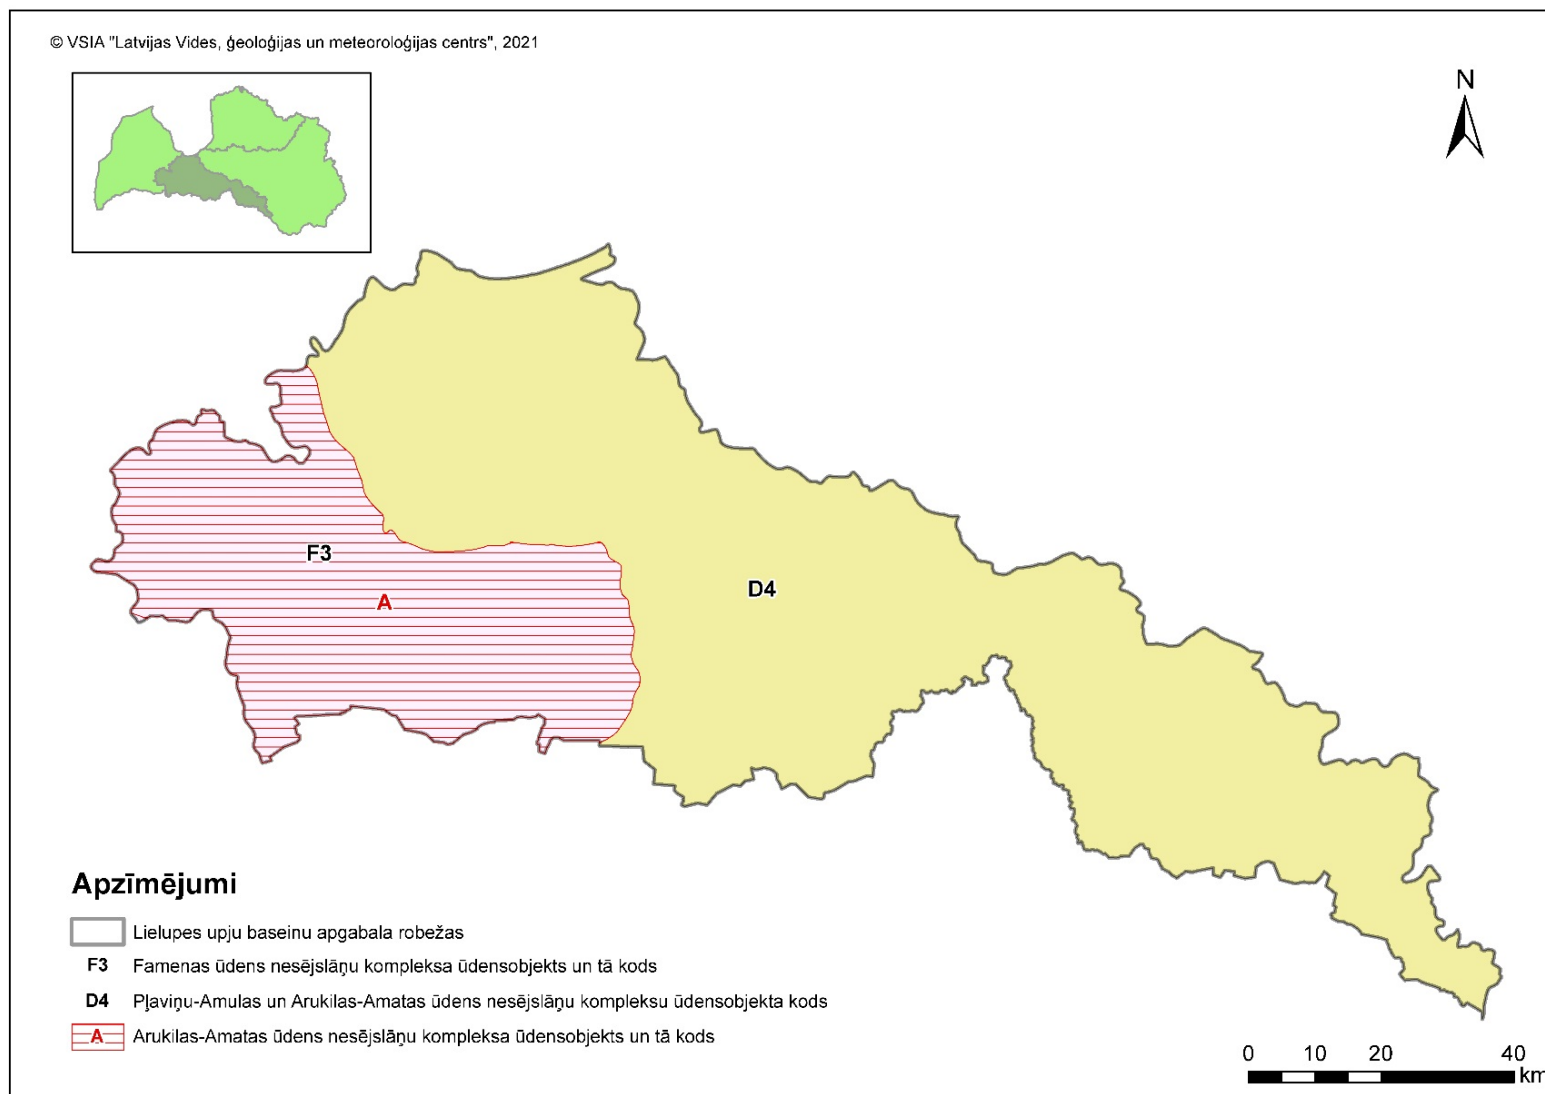 © VSIA "Latvijas Vides, ģeoloģijas un meteoroloģijas centrs", 2021
N
F3
A
D4
Apzīmējumi
Lielupes upju baseinu apgabala robežas
F3 Famenas ūdens nesējslāņu kompleksa ūdensobjekts un tā kods
D4 Pļaviņu-Amulas un Arukilas-Amatas ūdens nesējslāņu kompleksu ūdensobjekta kods
A Arukilas-Amatas ūdens nesējslāņu kompleksa ūdensobjekts un tā kods
0 10 20 40
km